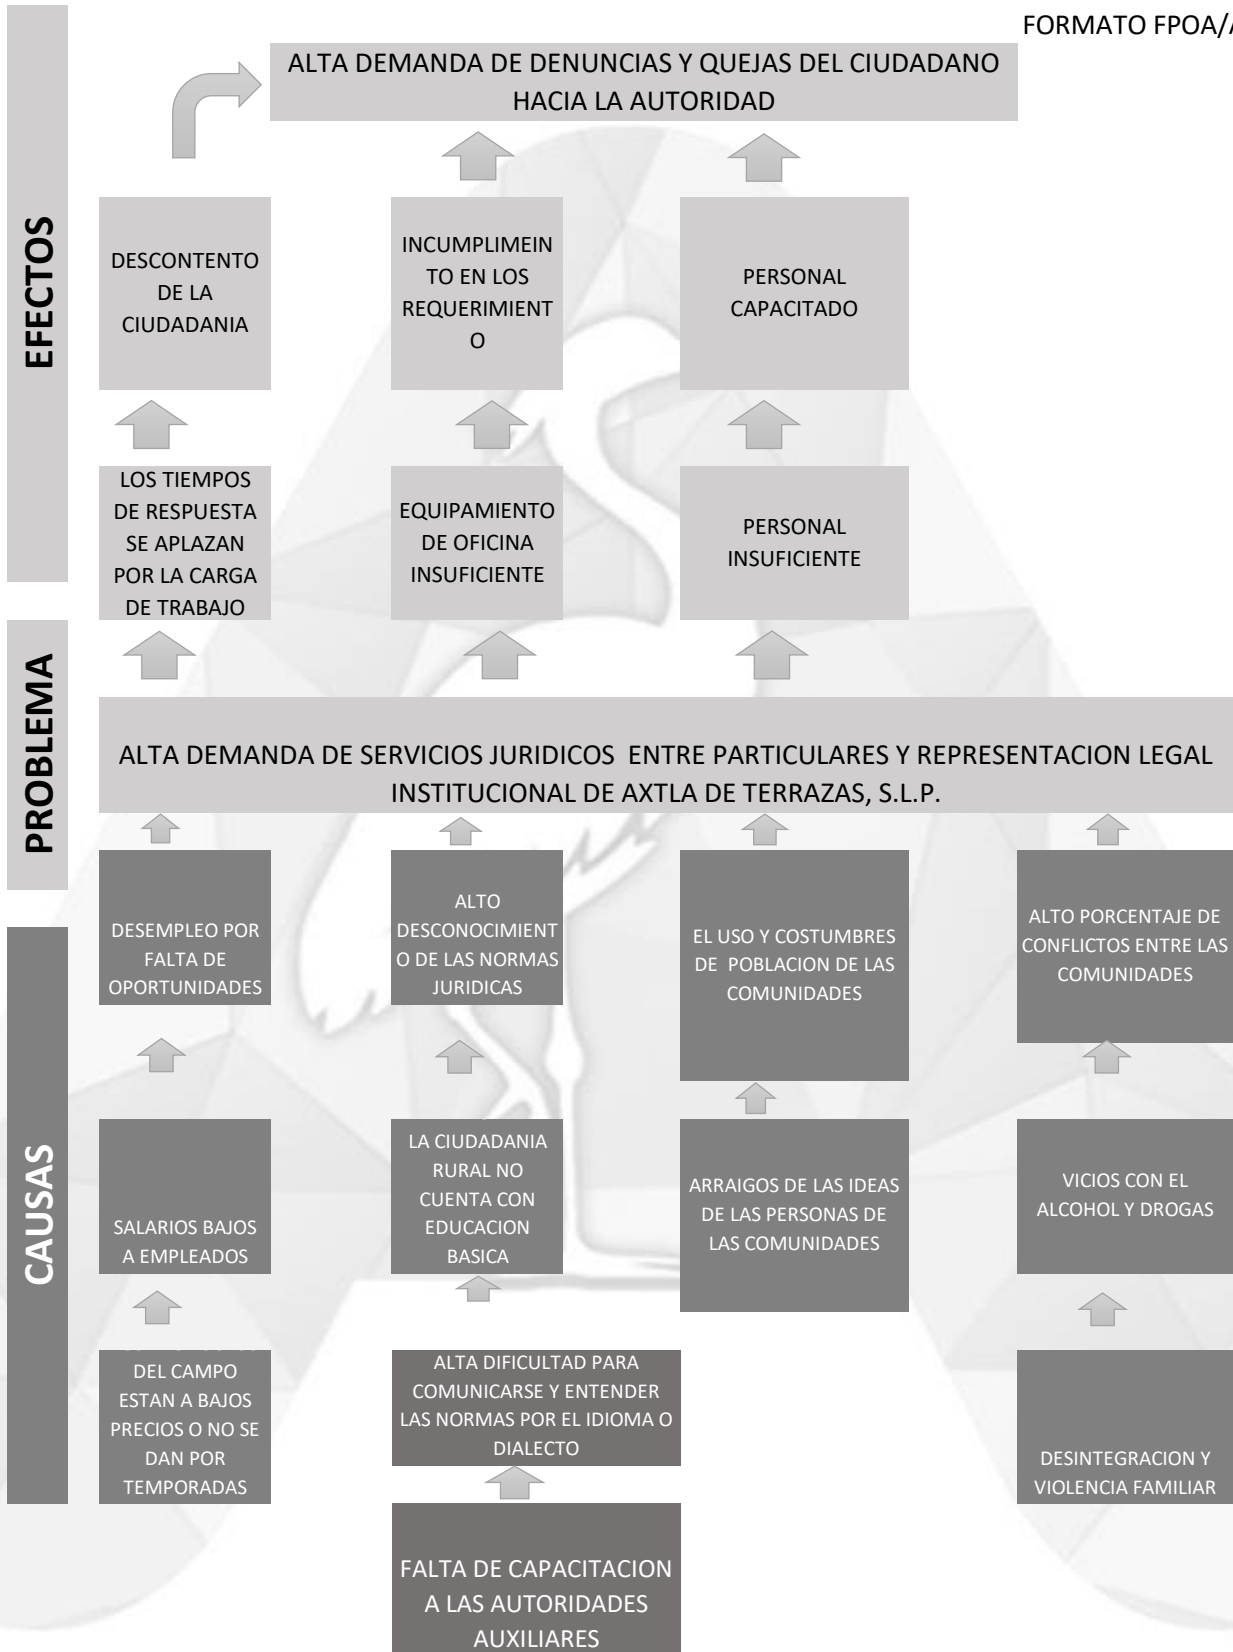 FORMATO FPOA/A
ALTA DEMANDA DE DENUNCIAS Y QUEJAS DEL CIUDADANO
HACIA LA AUTORIDAD
EFECTOS
DESCONTENTO
DE LA
CIUDADANIA
INCUMPLIMEIN
TO EN LOS
REQUERIMIENT
O
PERSONAL
CAPACITADO
LOS TIEMPOS
DE RESPUESTA
SE APLAZAN
POR LA CARGA
DE TRABAJO
EQUIPAMIENTO
DE OFICINA
INSUFICIENTE
PERSONAL
INSUFICIENTE
PROBLEMA
ALTA DEMANDA DE SERVICIOS JURIDICOS ENTRE PARTICULARES Y REPRESENTACION LEGAL
INSTITUCIONAL DE AXTLA DE TERRAZAS, S.L.P.
CAUSAS
DESEMPLEO POR
FALTA DE
OPORTUNIDADES
ALTO
DESCONOCIMIENT
O DE LAS NORMAS
JURIDICAS
EL USO Y COSTUMBRES
DE POBLACION DE LAS
COMUNIDADES
ALTO PORCENTAJE DE
CONFLICTOS ENTRE LAS
COMUNIDADES
SALARIOS BAJOS
A EMPLEADOS
LA CIUDADANIA
RURAL NO
CUENTA CON
EDUCACION
BASICA
ARRAIGOS DE LAS IDEAS
DE LAS PERSONAS DE
LAS COMUNIDADES
VICIOS CON EL
ALCOHOL Y DROGAS
DEL CAMPO
ESTAN A BAJOS
PRECIOS O NO SE
DAN POR
TEMPORADAS
ALTA DIFICULTAD PARA
COMUNICARSE Y ENTENDER
LAS NORMAS POR EL IDIOMA O
DIALECTO
DESINTEGRACION Y
VIOLENCIA FAMILIAR
FALTA DE CAPACITACION
A LAS AUTORIDADES
AUXILIARES